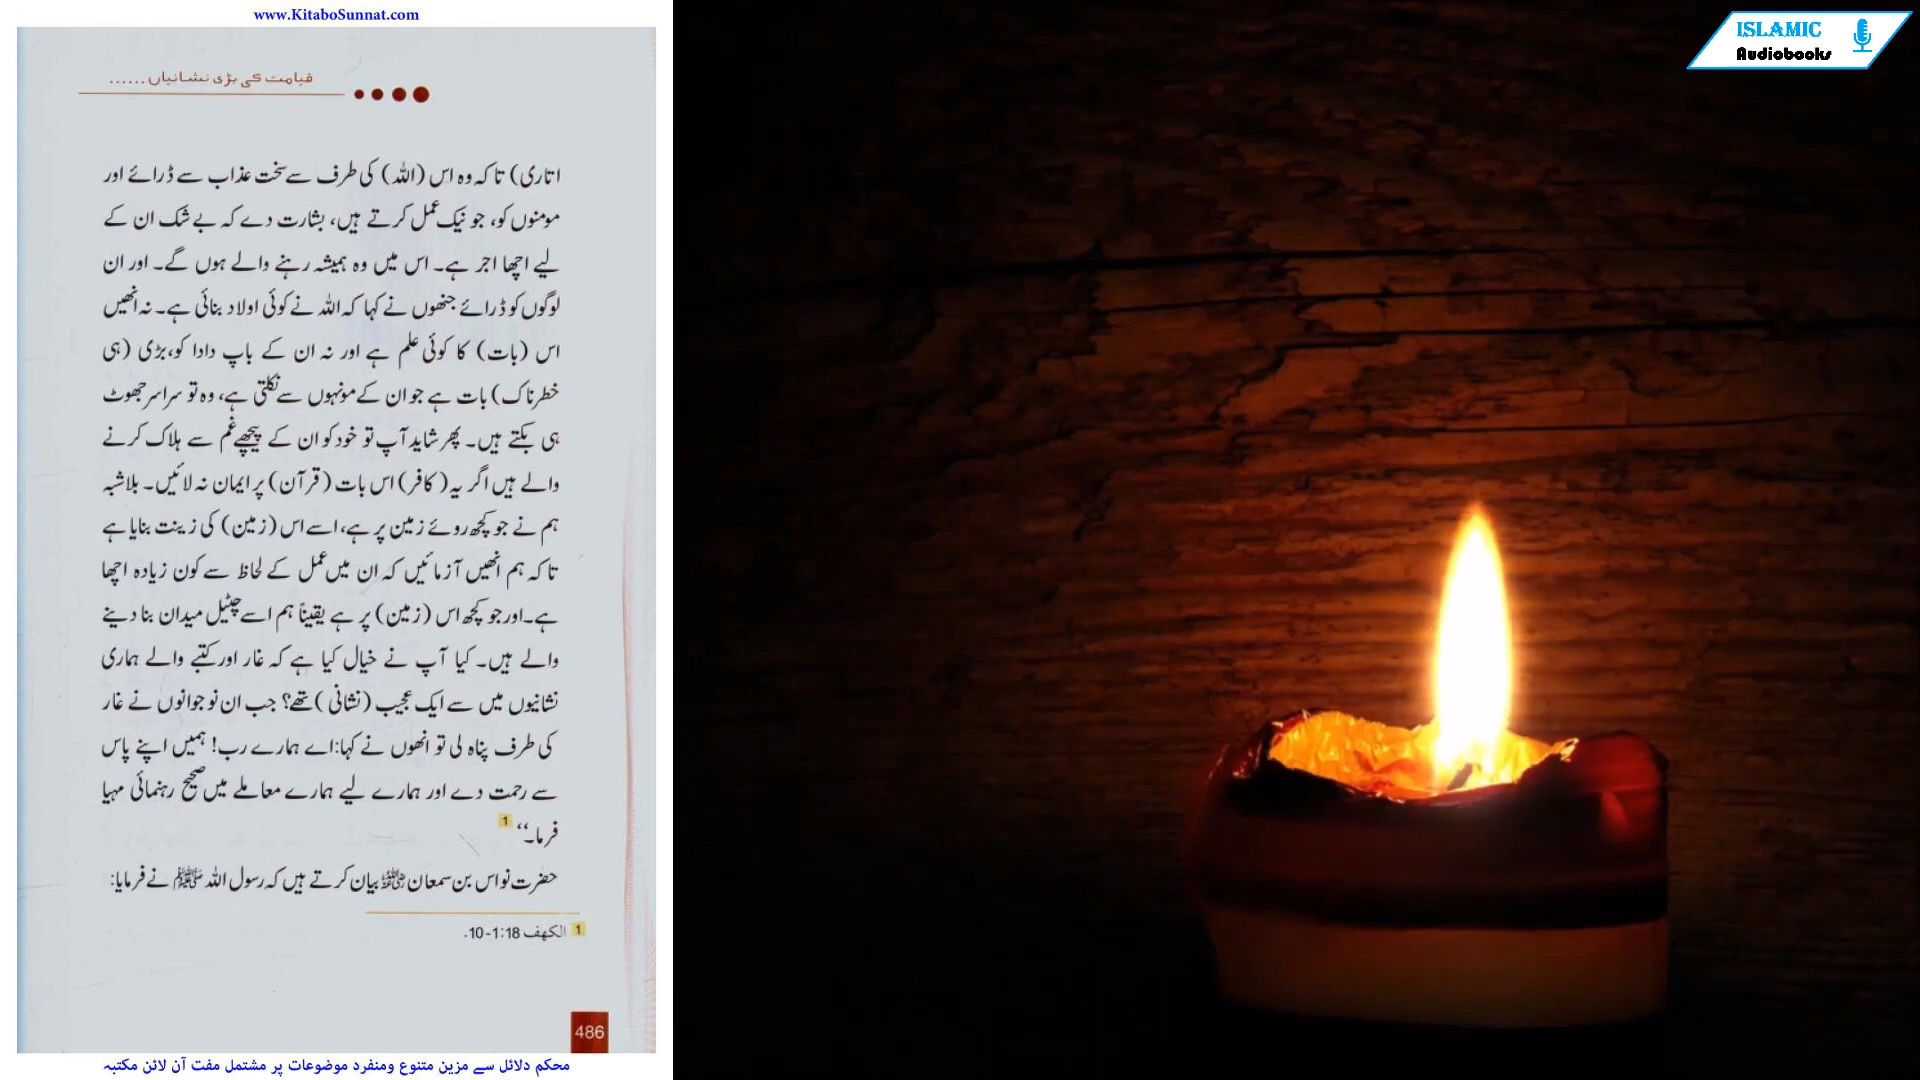 www.KitaboSunnat.com
ISLAMIC
Audiobooks
قیامت کی بڑی نشانیاں ......
اتاری) تاکہ وہ اس (اللہ) کی طرف سے سخت عذاب سے ڈرائے اور
مومنوں کو، جو نیک عمل کرتے ہیں، بشارت دے کہ بے شک ان کے
لیے اچھا اجر ہے۔ اس میں وہ ہمیشہ رہنے والے ہوں گے۔ اور ان
لوگوں کو ڈرائے جنھوں نے کہا کہ اللہ نے کوئی اولاد بنائی ہے۔ نہ انھیں
اس (بات) کا کوئی علم ہے اور نہ ان کے باپ دادا کو، بڑی (ہی
خطرناک) بات ہے جو ان کے مونہوں سے نکلتی ہے، وہ تو سراسر جھوٹ
ہی بکتے ہیں۔ پھر شاید آپ تو خود کو ان کے پیچھے غم سے ہلاک کرنے
والے ہیں اگر یہ (کافر) اس بات (قرآن) پر ایمان نہ لائیں۔ بلاشبہ
ہم نے جو کچھ روئے زمین پر ہے، اسے اس (زمین) کی زینت بنایا ہے
تاکہ ہم انھیں آزمائیں کہ ان میں عمل کے لحاظ سے کون زیادہ اچھا
ہے۔ اور جو کچھ اس (زمین) پر ہے یقیناً ہم اسے چٹیل میدان بنا دینے
والے ہیں۔ کیا آپ نے خیال کیا ہے کہ غار اور کتبے والے ہماری
نشانیوں میں سے ایک عجیب (نشانی) تھے؟ جب ان نوجوانوں نے غار
کی طرف پناہ لی تو انھوں نے کہا: اے ہمارے رب! ہمیں اپنے پاس
سے رحمت دے اور ہمارے لیے ہمارے معاملے میں صحیح رہنمائی مہیا
فرما۔‘‘ 1
حضرت نواس بن سمعان رضی اللہ عنہ بیان کرتے ہیں کہ رسول اللہ ﷺ نے فرمایا:
1 الکهف 18:1-10.
486
محکم دلائل سے مزین متنوع ومنفرد موضوعات پر مشتمل مفت آن لائن مکتبہ